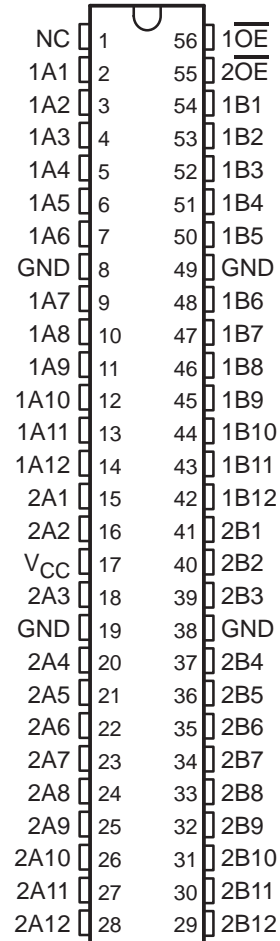 NC 1 56 1O̅E̅
1A1 2 55 2O̅E̅
1A2 3 54 1B1
1A3 4 53 1B2
1A4 5 52 1B3
1A5 6 51 1B4
1A6 7 50 1B5
GND 8 49 GND
1A7 9 48 1B6
1A8 10 47 1B7
1A9 11 46 1B8
1A10 12 45 1B9
1A11 13 44 1B10
1A12 14 43 1B11
2A1 15 42 1B12
2A2 16 41 2B1
VCC 17 40 2B2
2A3 18 39 2B3
GND 19 38 GND
2A4 20 37 2B4
2A5 21 36 2B5
2A6 22 35 2B6
2A7 23 34 2B7
2A8 24 33 2B8
2A9 25 32 2B9
2A10 26 31 2B10
2A11 27 30 2B11
2A12 28 29 2B12